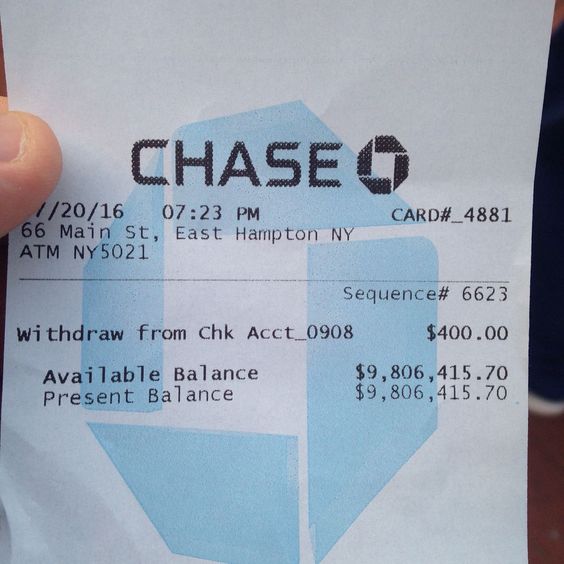 CHASE
/20/16 07:23 PM CARD#_4881
66 Main St, East Hampton NY
ATM NY5021
Sequence# 6623
Withdraw from Chk Acct_0908 $400.00
Available Balance $9,806,415.70
Present Balance $9,806,415.70